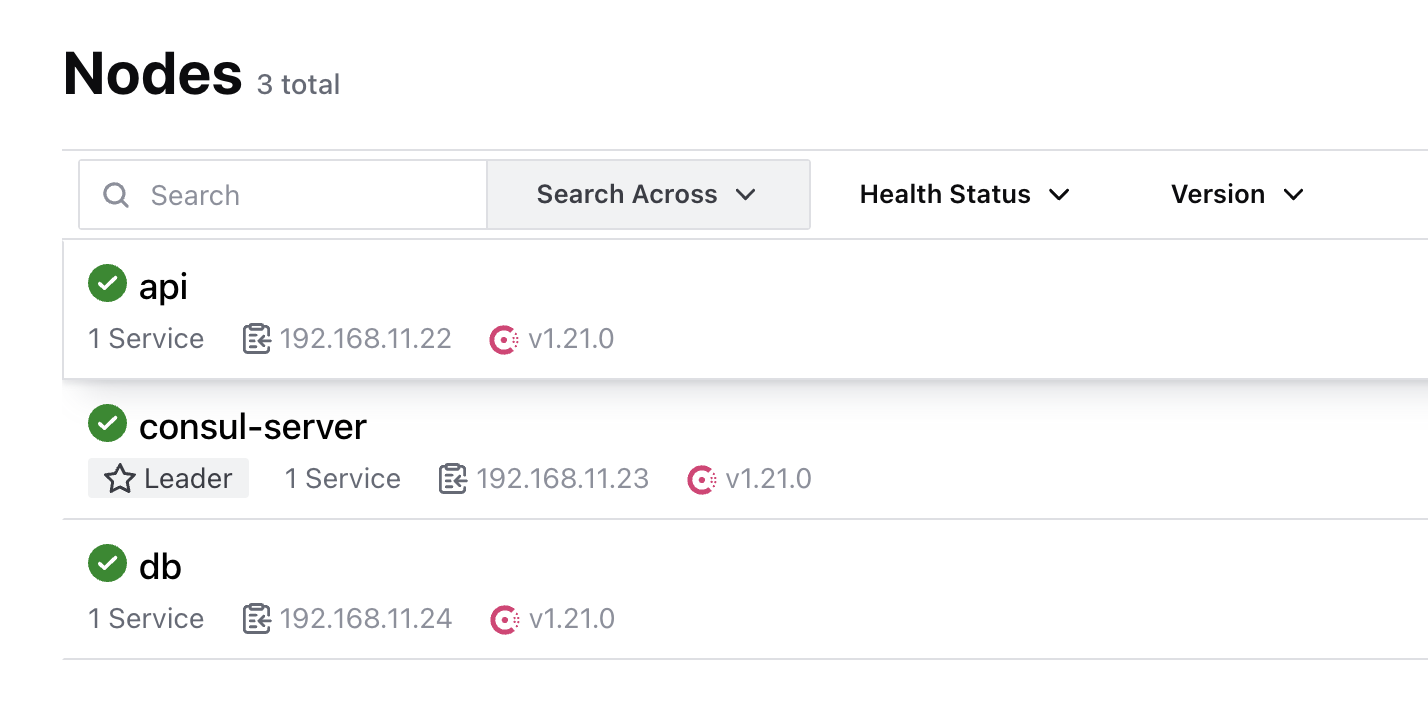 Nodes 3 total
Search Search Across Health Status Version
api
1 Service 192.168.11.22 v1.21.0
consul-server
Leader 1 Service 192.168.11.23 v1.21.0
db
1 Service 192.168.11.24 v1.21.0